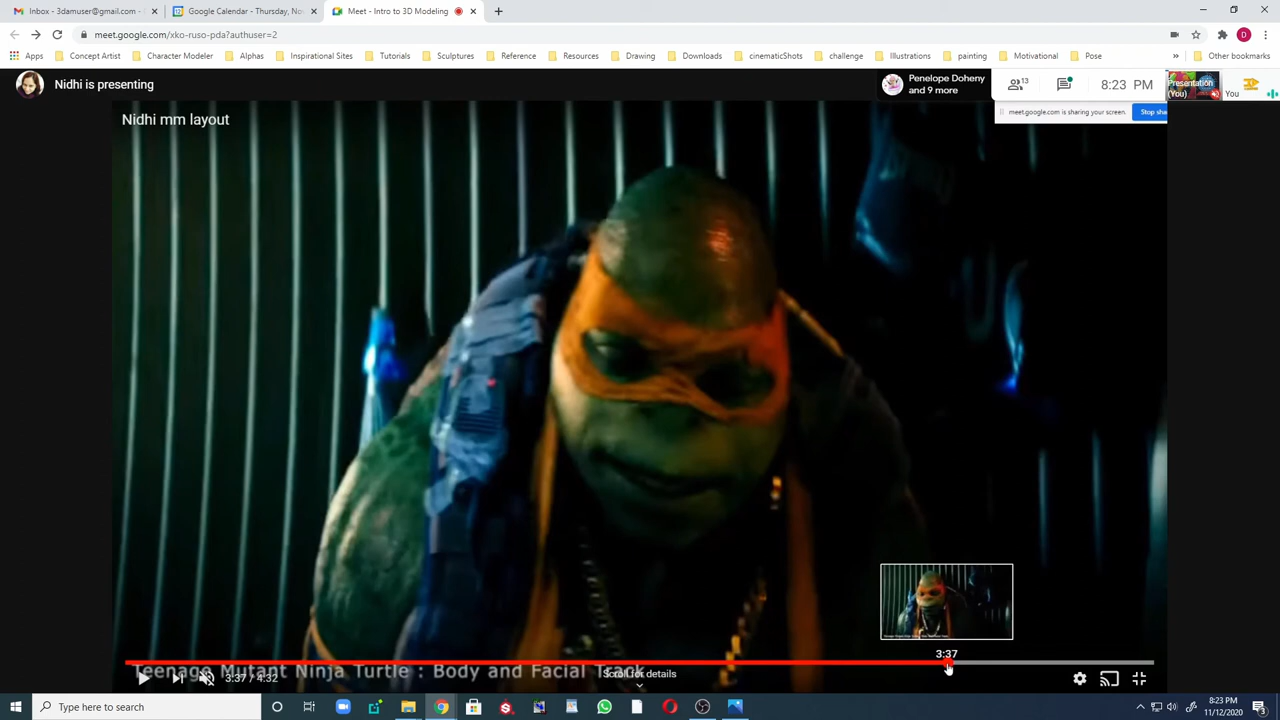 Inbox - 3damuser@gmail.com -
Google Calendar - Thursday, Nov
Meet - Intro to 3D Modeling
meet.google.com/xko-ruso-pda?authuser=2
Apps
Concept Artist
Character Modeler
Alphas
Inspirational Sites
Tutorials
Sculptures
Reference
Resources
Drawing
Downloads
cinematicShots
challenge
Illustrations
painting
Motivational
Pose
Other bookmarks
Nidhi is presenting
Penelope Doheny
and 9 more
13
8:23 PM
Presentation
(You)
You
meet.google.com is sharing your screen.
Stop sha
Nidhi mm layout
3:37
Teenage Mutant Ninja Turtle : Body and Facial Track
Scroll for details
3:37 / 4:32
Type here to search
8:23 PM
11/12/2020